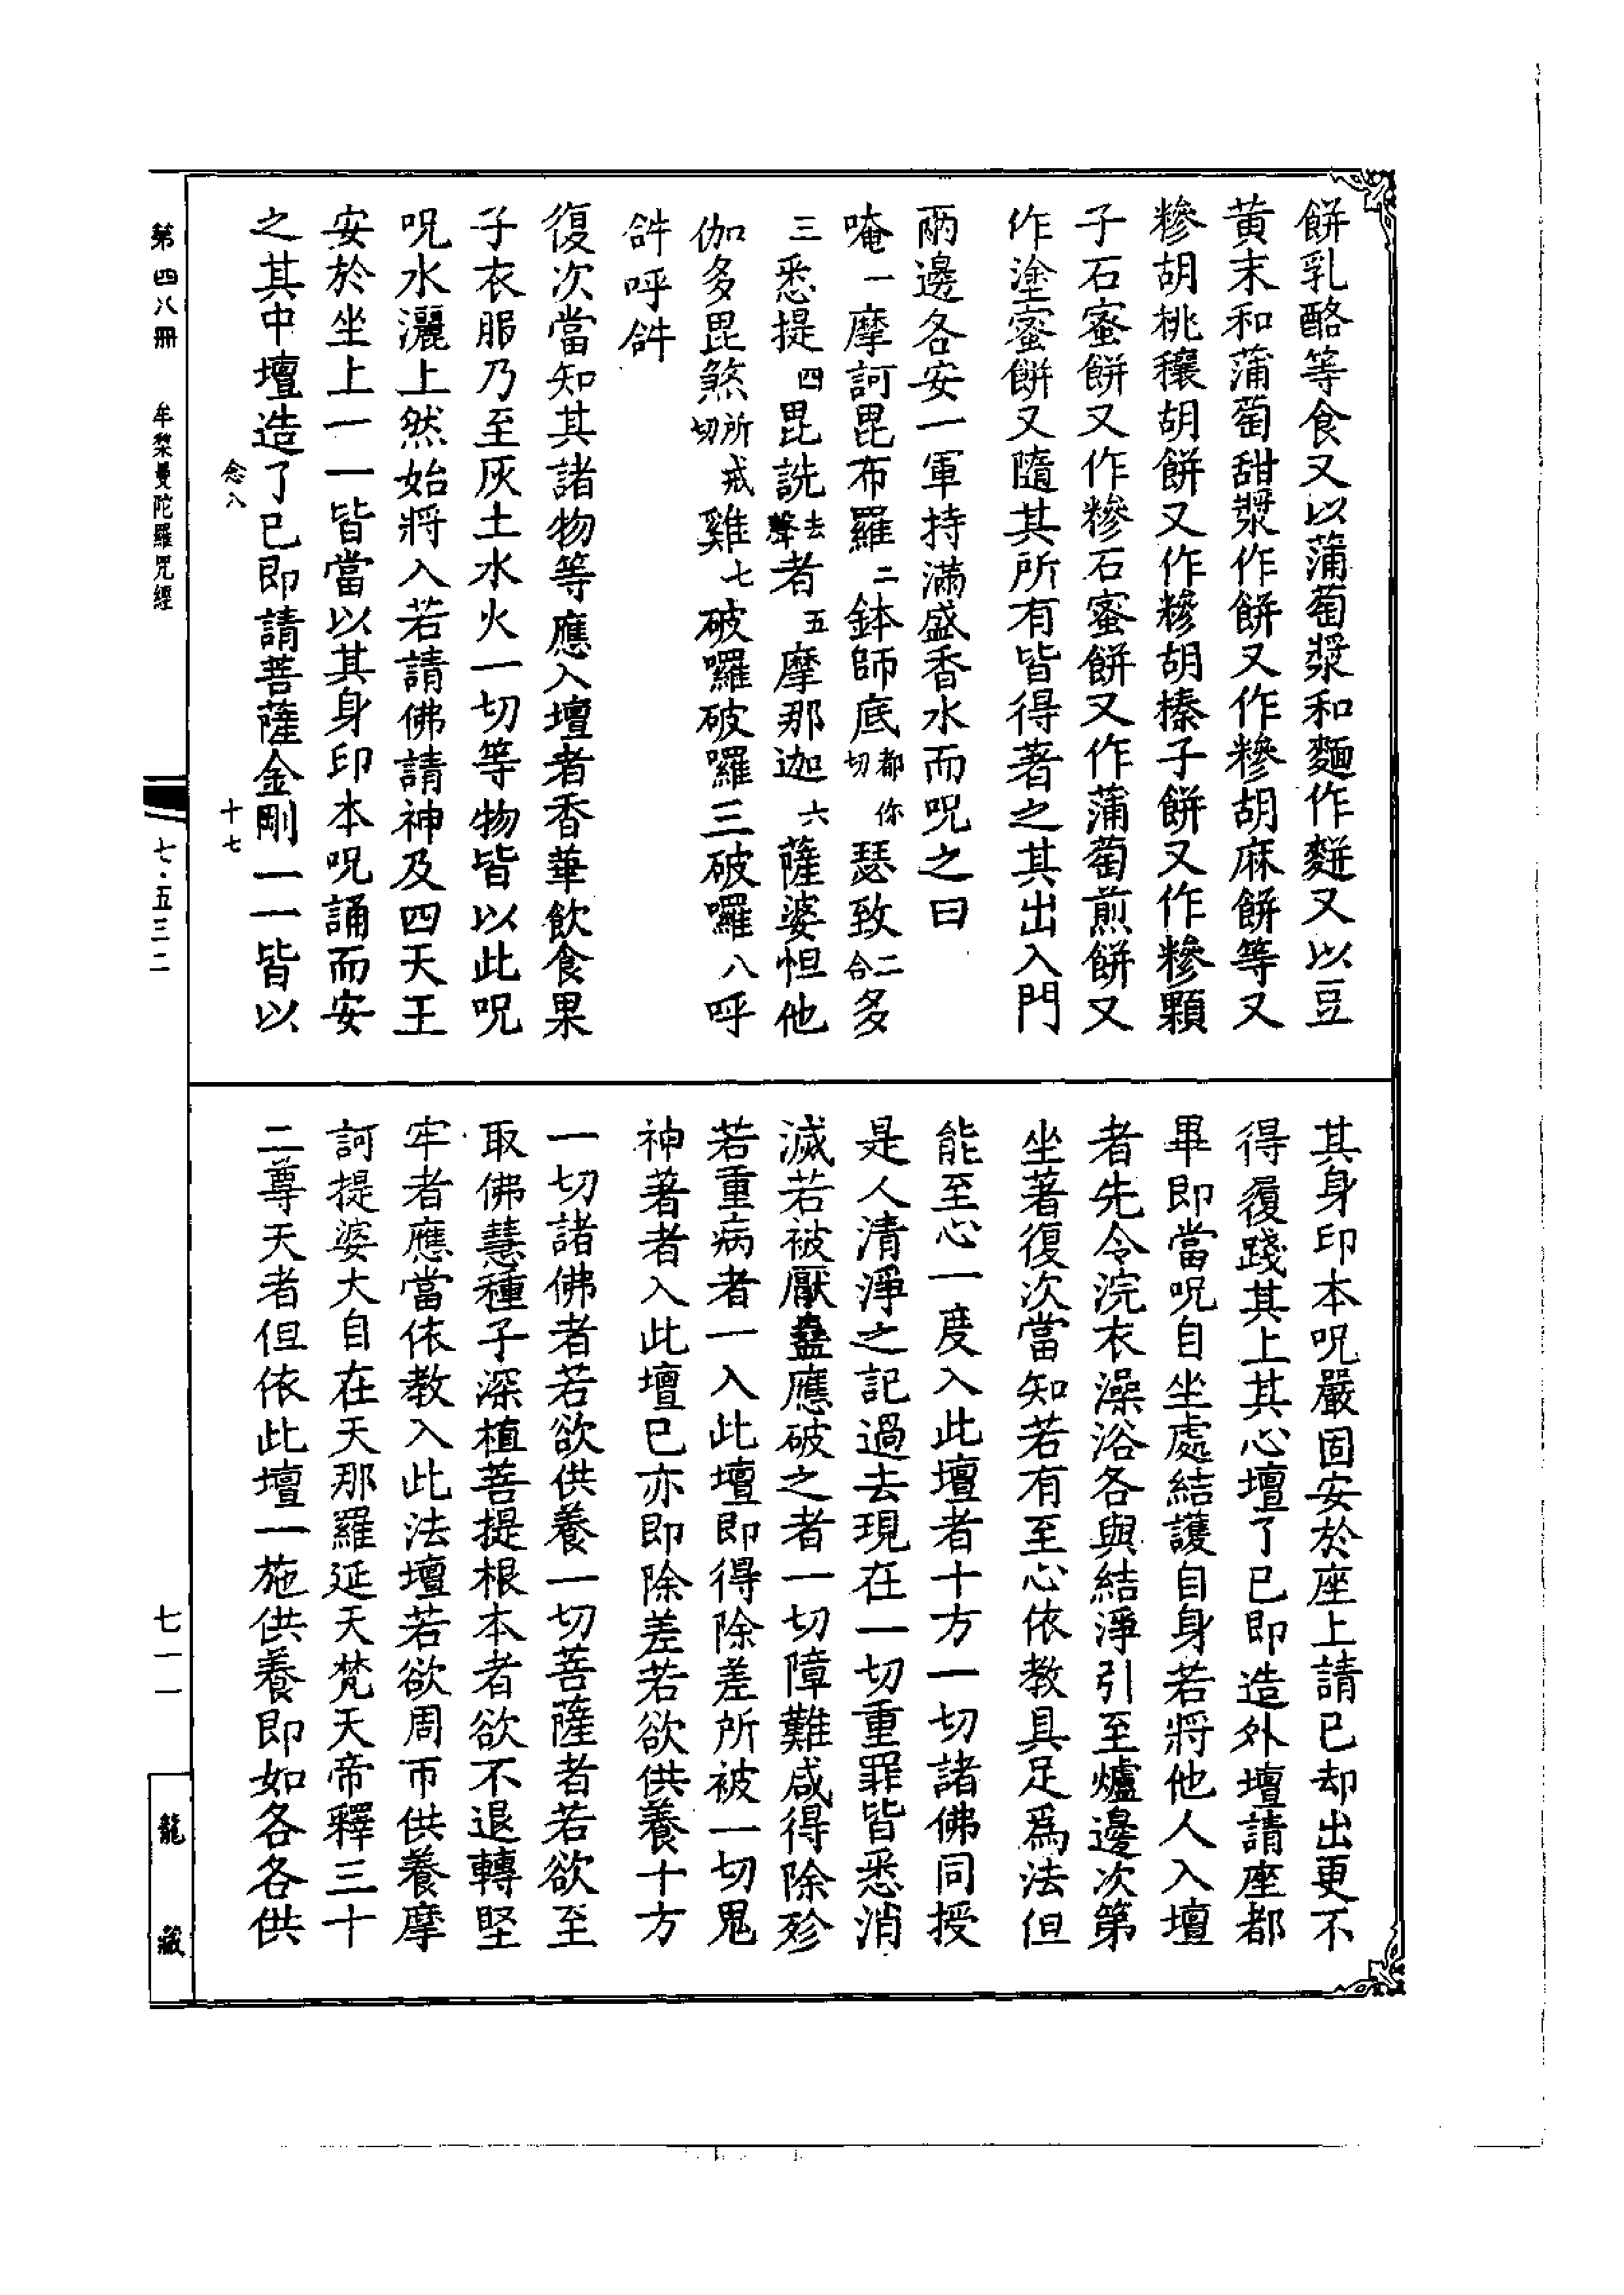 餅乳酪等食又以蒲萄漿和麵作麨又以豆
黃末和蒲萄甜漿作餅又作糝胡麻餅等又
糝胡桃穰胡餅又作糝胡榛子餅又作糝顆
子石蜜餅又作糝石蜜餅又作蒲萄煎餅又
作塗蜜餅又隨其所有皆得著之其出入門
兩邊各安一軍持滿盛香水而呪之曰
唵一摩訶毘布羅二鉢師底都你切瑟致二合多
三悉提四毘詵去聲者五摩那迦六薩婆怛他
伽多毘煞所戒切雞七破囉破囉三破囉八呼
𤙖呼𤙖
復次當知其諸物等應入壇者香華飲食果
子衣服乃至灰土水火一切等物皆以此呪
呪水灑上然始將入若請佛請神及四天王
安於坐上一一皆當以其身印本呪誦而安
之其中壇造了已即請菩薩金剛一一皆以
念八
十七
其身印本呪嚴固安於座上請已却出更不
得履踐其上其心壇了已即造外壇請座都
畢即當呪自坐處結護自身若將他人入壇
者先令浣衣澡浴各與結淨引至爐邊次第
坐著復次當知若有至心依教具足爲法但
能至心一度入此壇者十方一切諸佛同授
是人清淨之記過去現在一切重罪皆悉消
滅若被厭蠱應破之者一切障難咸得除殄
若重病者一入此壇即得除差所被一切鬼
神著者入此壇已亦即除差若欲供養十方
一切諸佛者若欲供養一切菩薩者若欲至
取佛慧種子深植菩提根本者欲不退轉堅
牢者應當依教入此法壇若欲周帀供養摩
訶提婆大自在天那羅延天梵天帝釋三十
二尊天者但依此壇一施供養即如各各供
第四八冊　牟黎曼陀羅咒經
七·五三二
七一一
龍藏